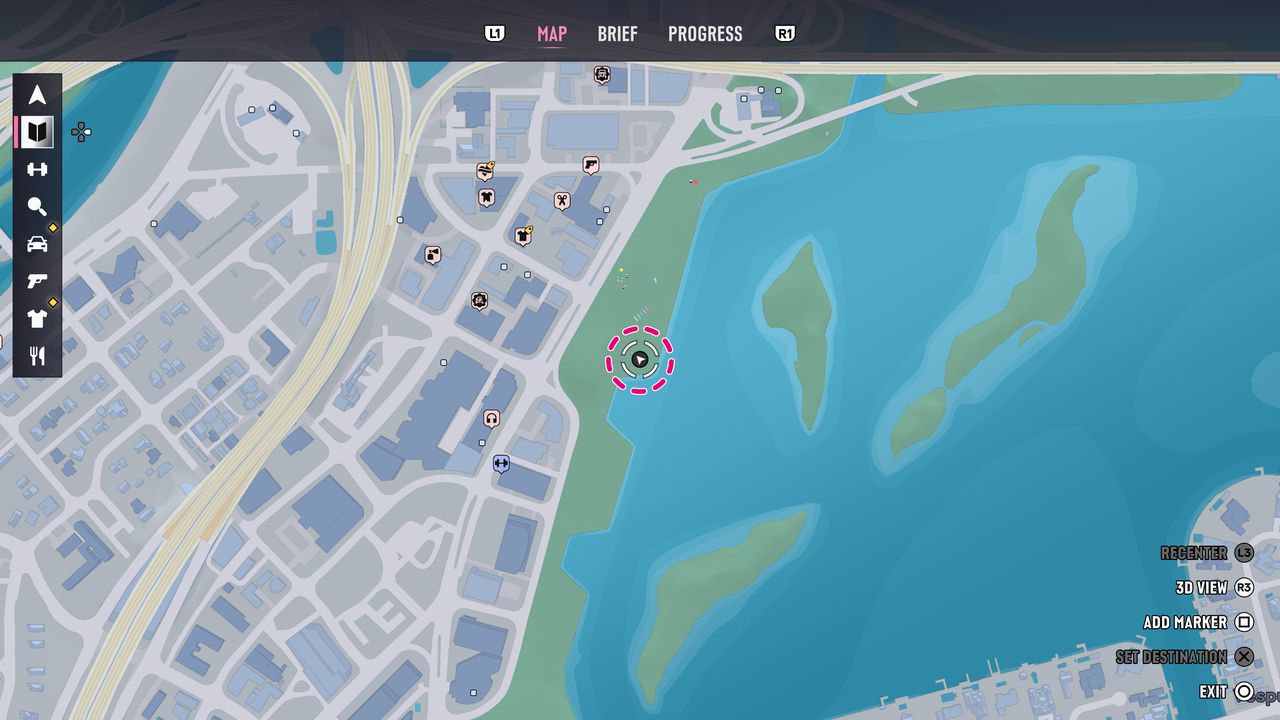 L1 MAP BRIEF PROGRESS R1
RECENTER L3
3D VIEW R3
ADD MARKER
SET DESTINATION
EXIT